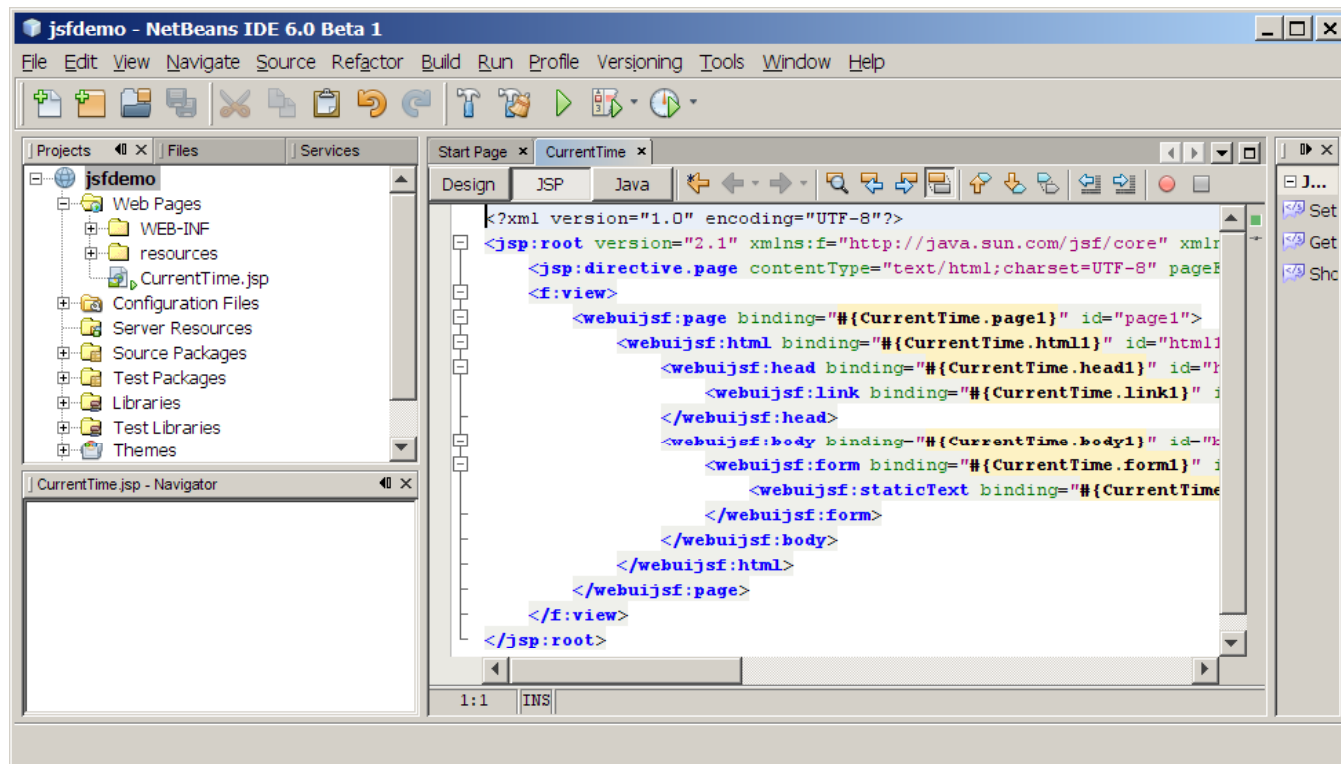 jsfdemo - NetBeans IDE 6.0 Beta 1
File Edit View Navigate Source Refactor Build Run Profile Versioning Tools Window Help
Projects Files Services
jsfdemo
Web Pages
WEB-INF
resources
CurrentTime.jsp
Configuration Files
Server Resources
Source Packages
Test Packages
Libraries
Test Libraries
Themes
CurrentTime.jsp - Navigator
Start Page CurrentTime
Design JSP Java
<?xml version="1.0" encoding="UTF-8"?>
<jsp:root version="2.1" xmlns:f="http://java.sun.com/jsf/core" xmlr
<jsp:directive.page contentType="text/html;charset=UTF-8" pageE
<f:view>
<webuijsf:page binding="#{CurrentTime.page1}" id="page1">
<webuijsf:html binding="#{CurrentTime.html1}" id="html1
<webuijsf:head binding="#{CurrentTime.head1}" id="h
<webuijsf:link binding="#{CurrentTime.link1}" i
</webuijsf:head>
<webuijsf:body binding="#{CurrentTime.body1}" id="b
<webuijsf:form binding="#{CurrentTime.form1}" i
<webuijsf:staticText binding="#{CurrentTime
</webuijsf:form>
</webuijsf:body>
</webuijsf:html>
</webuijsf:page>
</f:view>
</jsp:root>
1:1 INS
J...
Set
Get
Sho